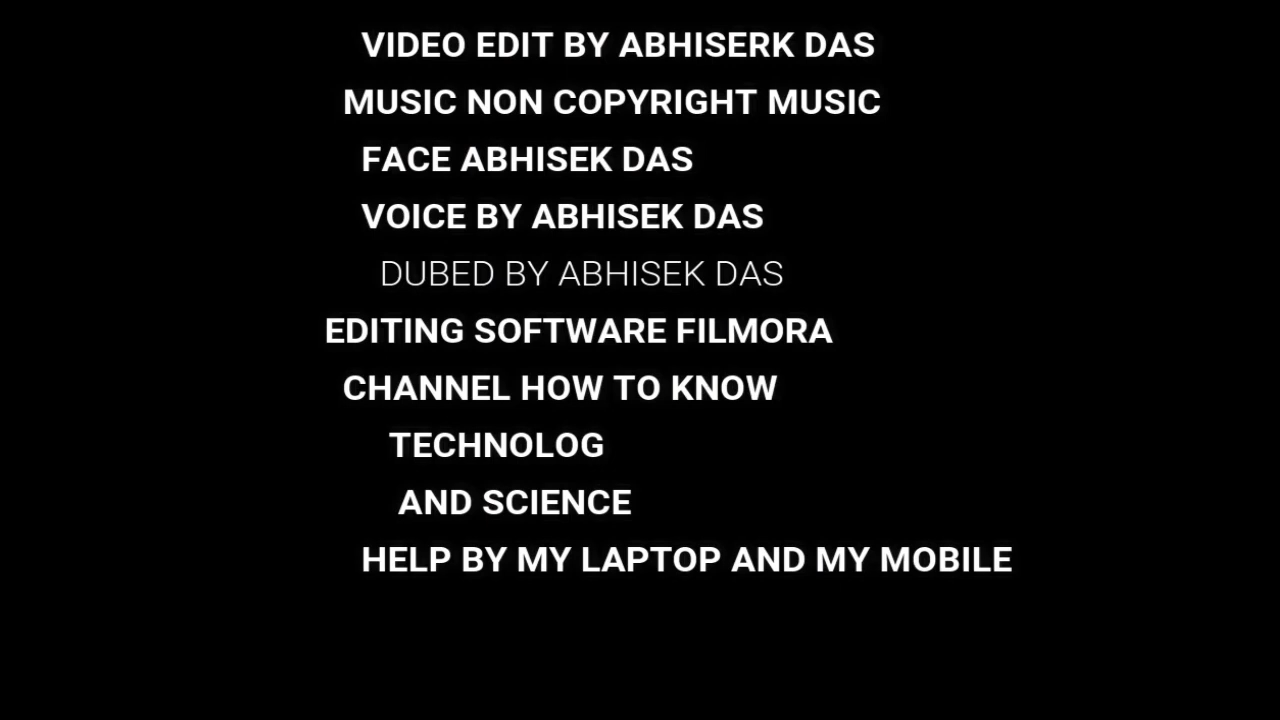 VIDEO EDIT BY ABHISERK DAS
MUSIC NON COPYRIGHT MUSIC
FACE ABHISEK DAS
VOICE BY ABHISEK DAS
DUBED BY ABHISEK DAS
EDITING SOFTWARE FILMORA
CHANNEL HOW TO KNOW
TECHNOLOG
AND SCIENCE
HELP BY MY LAPTOP AND MY MOBILE